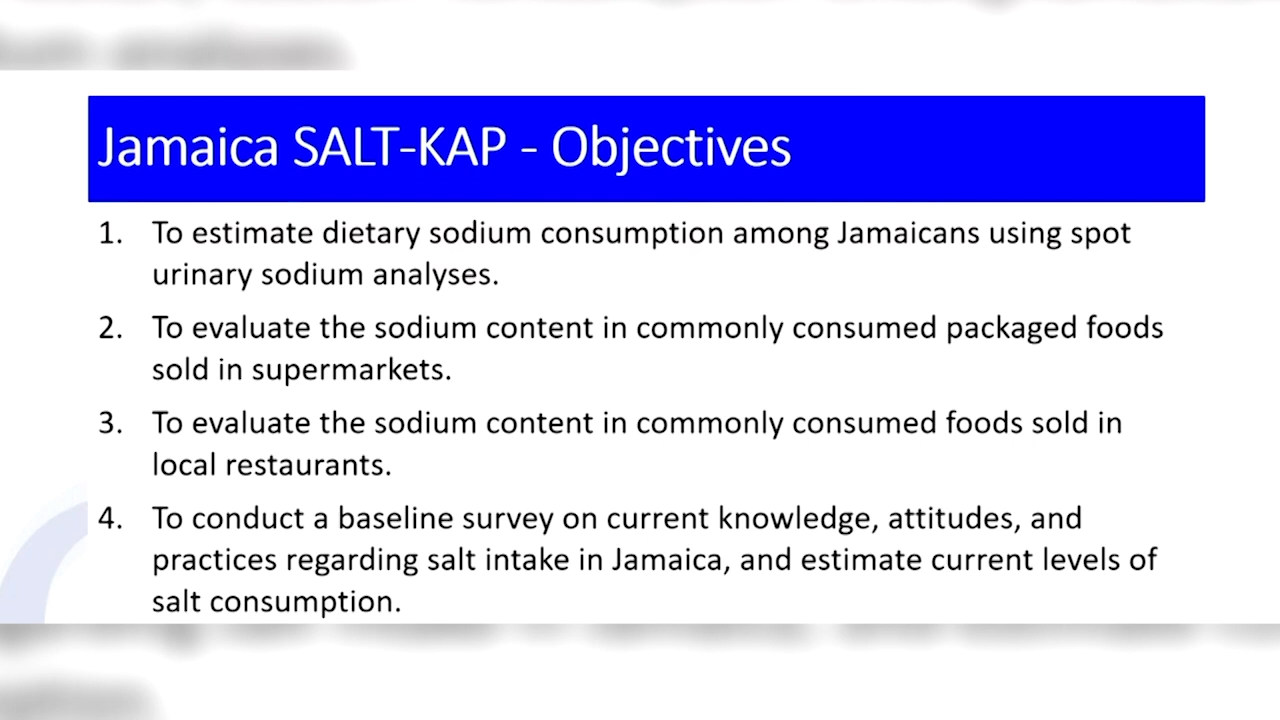 Jamaica SALT-KAP - Objectives
1. To estimate dietary sodium consumption among Jamaicans using spot
urinary sodium analyses.
2. To evaluate the sodium content in commonly consumed packaged foods
sold in supermarkets.
3. To evaluate the sodium content in commonly consumed foods sold in
local restaurants.
4. To conduct a baseline survey on current knowledge, attitudes, and
practices regarding salt intake in Jamaica, and estimate current levels of
salt consumption.